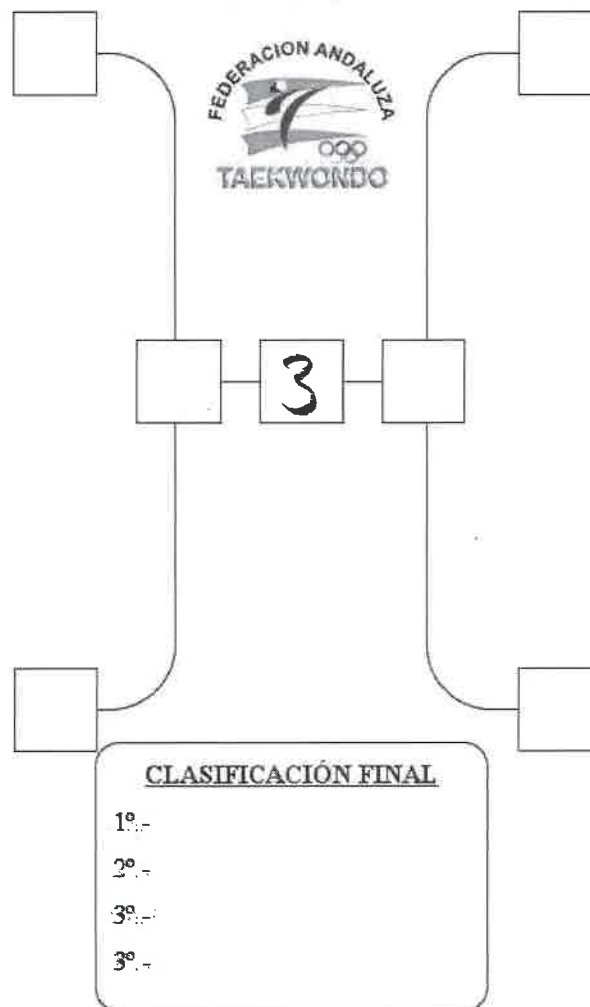 FEDERACION ANDALUZA
TAEKWONDO
3
CLASIFICACIÓN FINAL
1º.-
2º.-
3º.-
3º.-